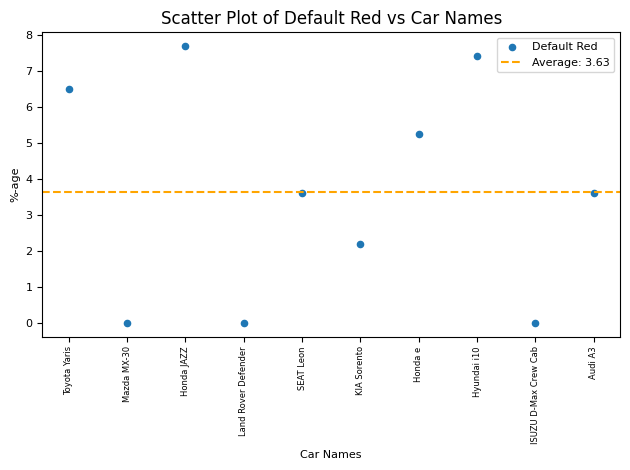 Scatter Plot of Default Red vs Car Names
8
7
6
5
4
3
2
1
0
%-age
Default Red
Average: 3.63
Toyota Yaris
Mazda MX-30
Honda JAZZ
Land Rover Defender
SEAT Leon
KIA Sorento
Honda e
Hyundai i10
ISUZU D-Max Crew Cab
Audi A3
Car Names